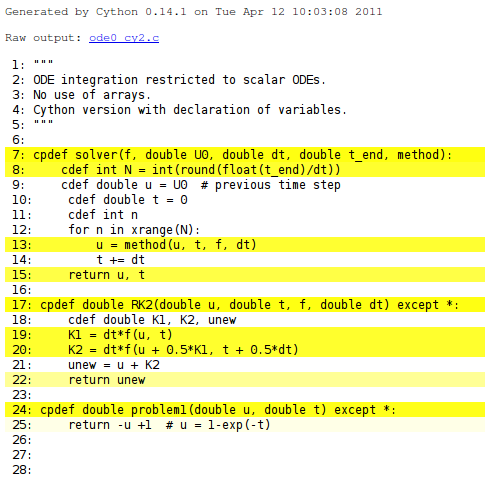 Generated by Cython 0.14.1 on Tue Apr 12 10:03:08 2011
Raw output: ode0_cy2.c
1: """
2: ODE integration restricted to scalar ODEs.
3: No use of arrays.
4: Cython version with declaration of variables.
5: """
6:
7: cpdef solver(f, double U0, double dt, double t_end, method):
8:     cdef int N = int(round(float(t_end)/dt))
9:     cdef double u = U0  # previous time step
10:     cdef double t = 0
11:     cdef int n
12:     for n in xrange(N):
13:         u = method(u, t, f, dt)
14:         t += dt
15:     return u, t
16:
17: cpdef double RK2(double u, double t, f, double dt) except *:
18:     cdef double K1, K2, unew
19:     K1 = dt*f(u, t)
20:     K2 = dt*f(u + 0.5*K1, t + 0.5*dt)
21:     unew = u + K2
22:     return unew
23:
24: cpdef double problem1(double u, double t) except *:
25:     return -u +1  # u = 1-exp(-t)
26:
27:
28: